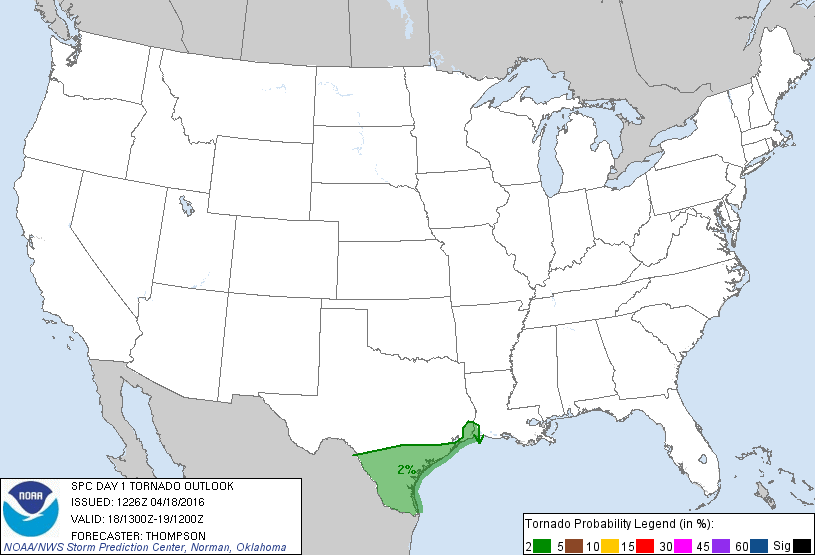 2%
SPC DAY 1 TORNADO OUTLOOK
ISSUED: 1226Z 04/18/2016
VALID: 18/1300Z-19/1200Z
FORECASTER: THOMPSON
NOAA/NWS Storm Prediction Center, Norman, Oklahoma
NOAA
Tornado Probability Legend (in %):
2 5 10 15 30 45 60 Sig